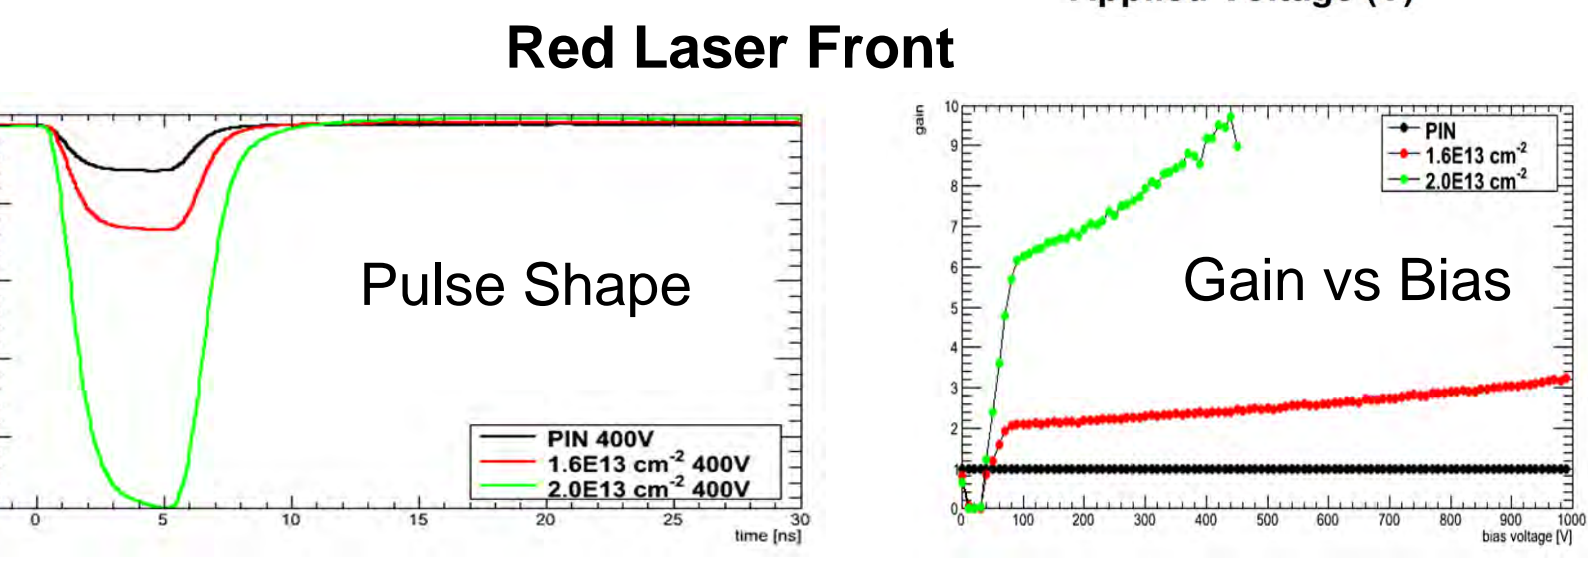 Applied Voltage (V)
Red Laser Front
Pulse Shape
PIN 400V
1.6E13 cm-2 400V
2.0E13 cm-2 400V
0 5 10 15 20 25 30
time [ns]
gain
10
9
8
7
6
5
4
3
2
1
0
PIN
1.6E13 cm-2
2.0E13 cm-2
Gain vs Bias
0 100 200 300 400 500 600 700 800 900 1000
bias voltage [V]